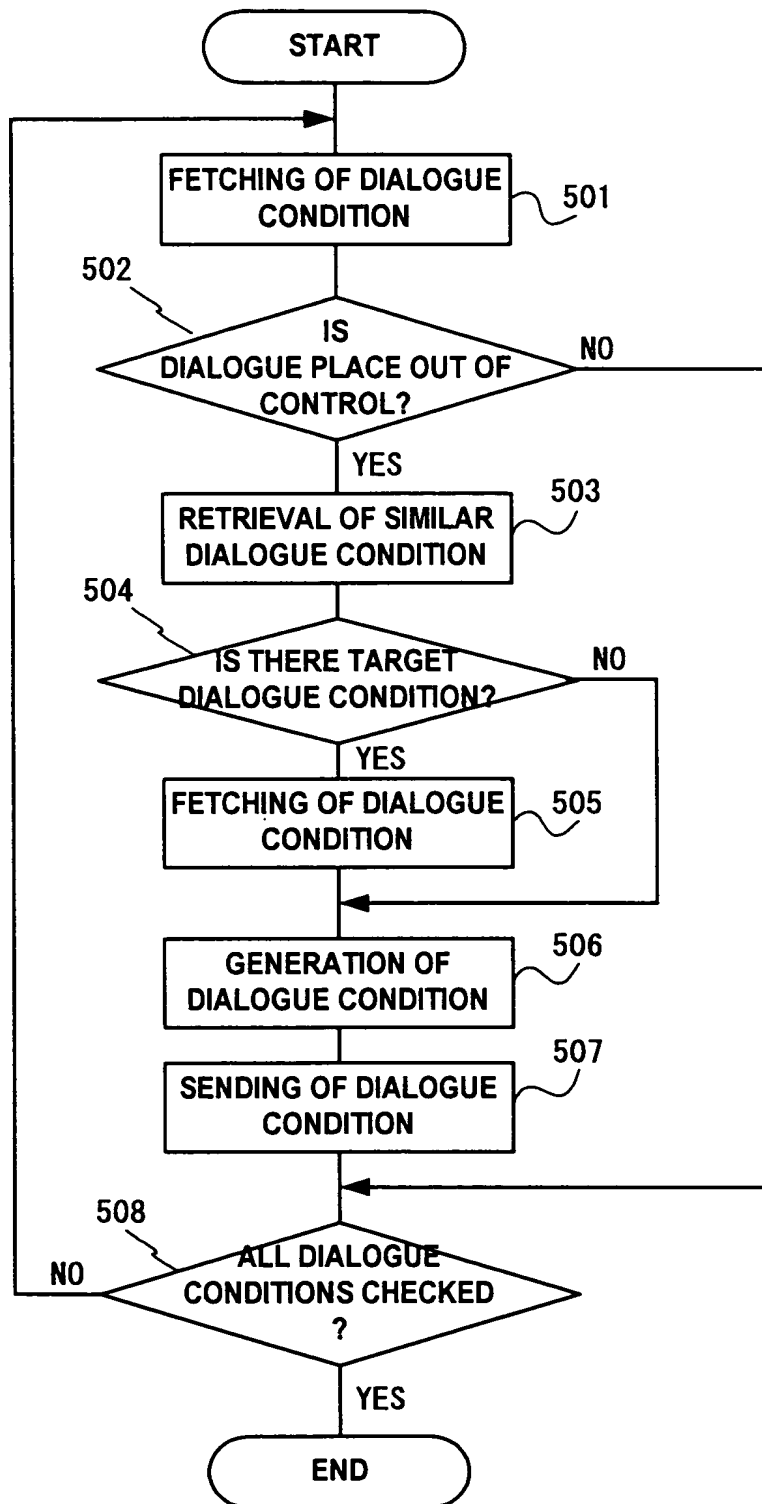 START
FETCHING OF DIALOGUE
CONDITION
501
502
IS
DIALOGUE PLACE OUT OF
CONTROL?
NO
YES
503
RETRIEVAL OF SIMILAR
DIALOGUE CONDITION
504
IS THERE TARGET
DIALOGUE CONDITION?
NO
YES
FETCHING OF DIALOGUE
CONDITION
505
GENERATION OF
DIALOGUE CONDITION
506
507
SENDING OF DIALOGUE
CONDITION
508
ALL DIALOGUE
CONDITIONS CHECKED
?
NO
YES
END